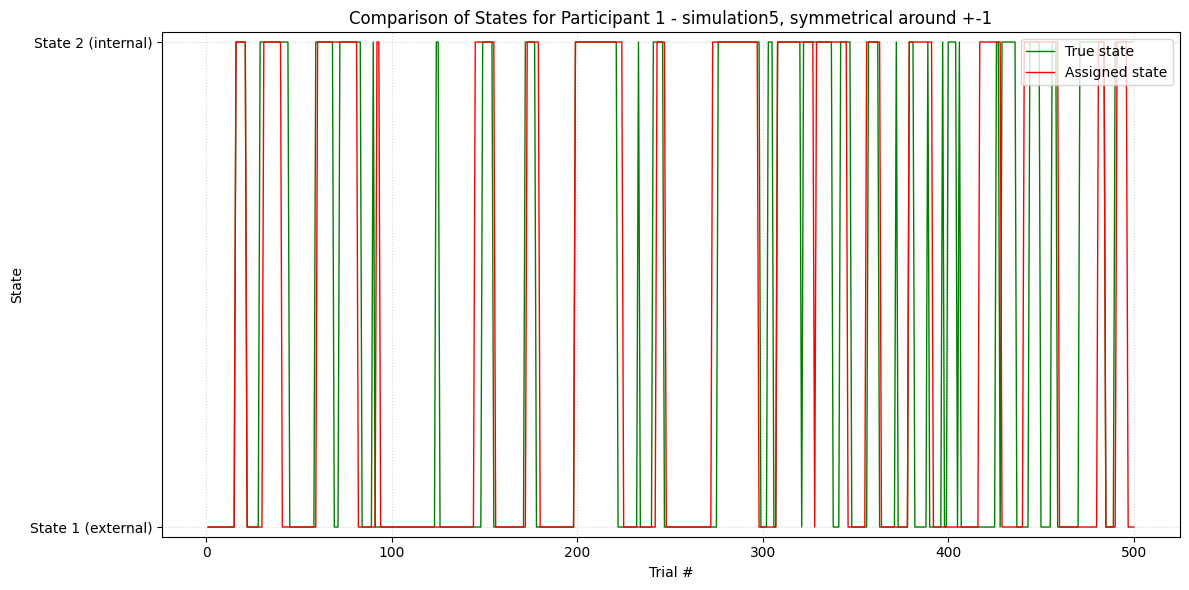 Comparison of States for Participant 1 - simulation5, symmetrical around +-1
State 2 (internal)
True state
Assigned state
State
State 1 (external)
0
100
200
300
400
500
Trial #